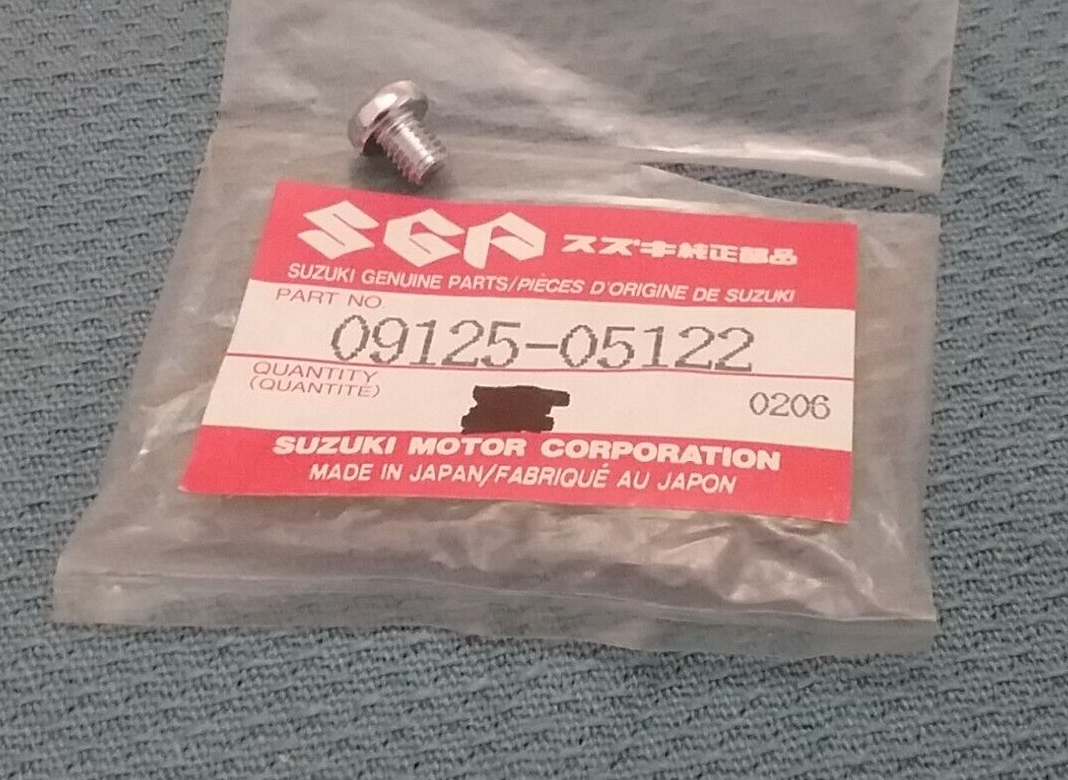 SGP スズキ純正部品
SUZUKI GENUINE PARTS/PIÈCES D'ORIGINE DE SUZUKI
PART NO.
09125-05122
QUANTITY
(QUANTITÉ)
0206
SUZUKI MOTOR CORPORATION
MADE IN JAPAN/FABRIQUÉ AU JAPON